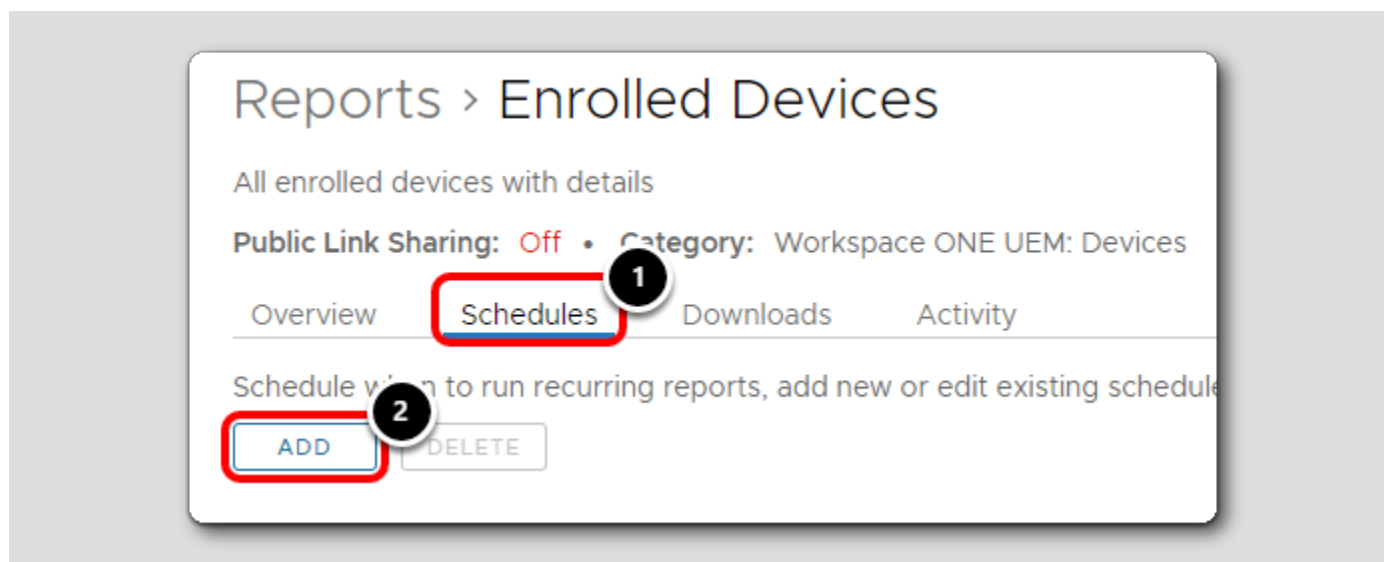 Reports > Enrolled Devices
All enrolled devices with details
Public Link Sharing: Off • Category: Workspace ONE UEM: Devices
1
Overview Schedules Downloads Activity
Schedule when to run recurring reports, add new or edit existing schedule
2
ADD DELETE